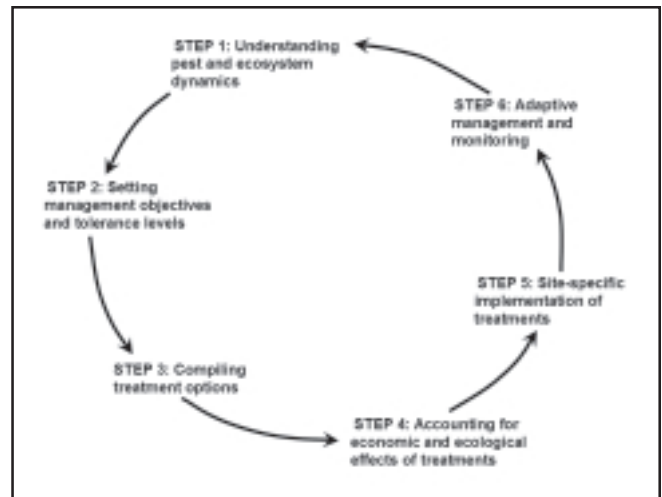 STEP 1: Understanding
pest and ecosystem
dynamics
STEP 2: Setting
management objectives
and tolerance levels
STEP 3: Compiling
treatment options
STEP 4: Accounting for
economic and ecological
effects of treatments
STEP 5: Site-specific
implementation of
treatments
STEP 6: Adaptive
management and
monitoring